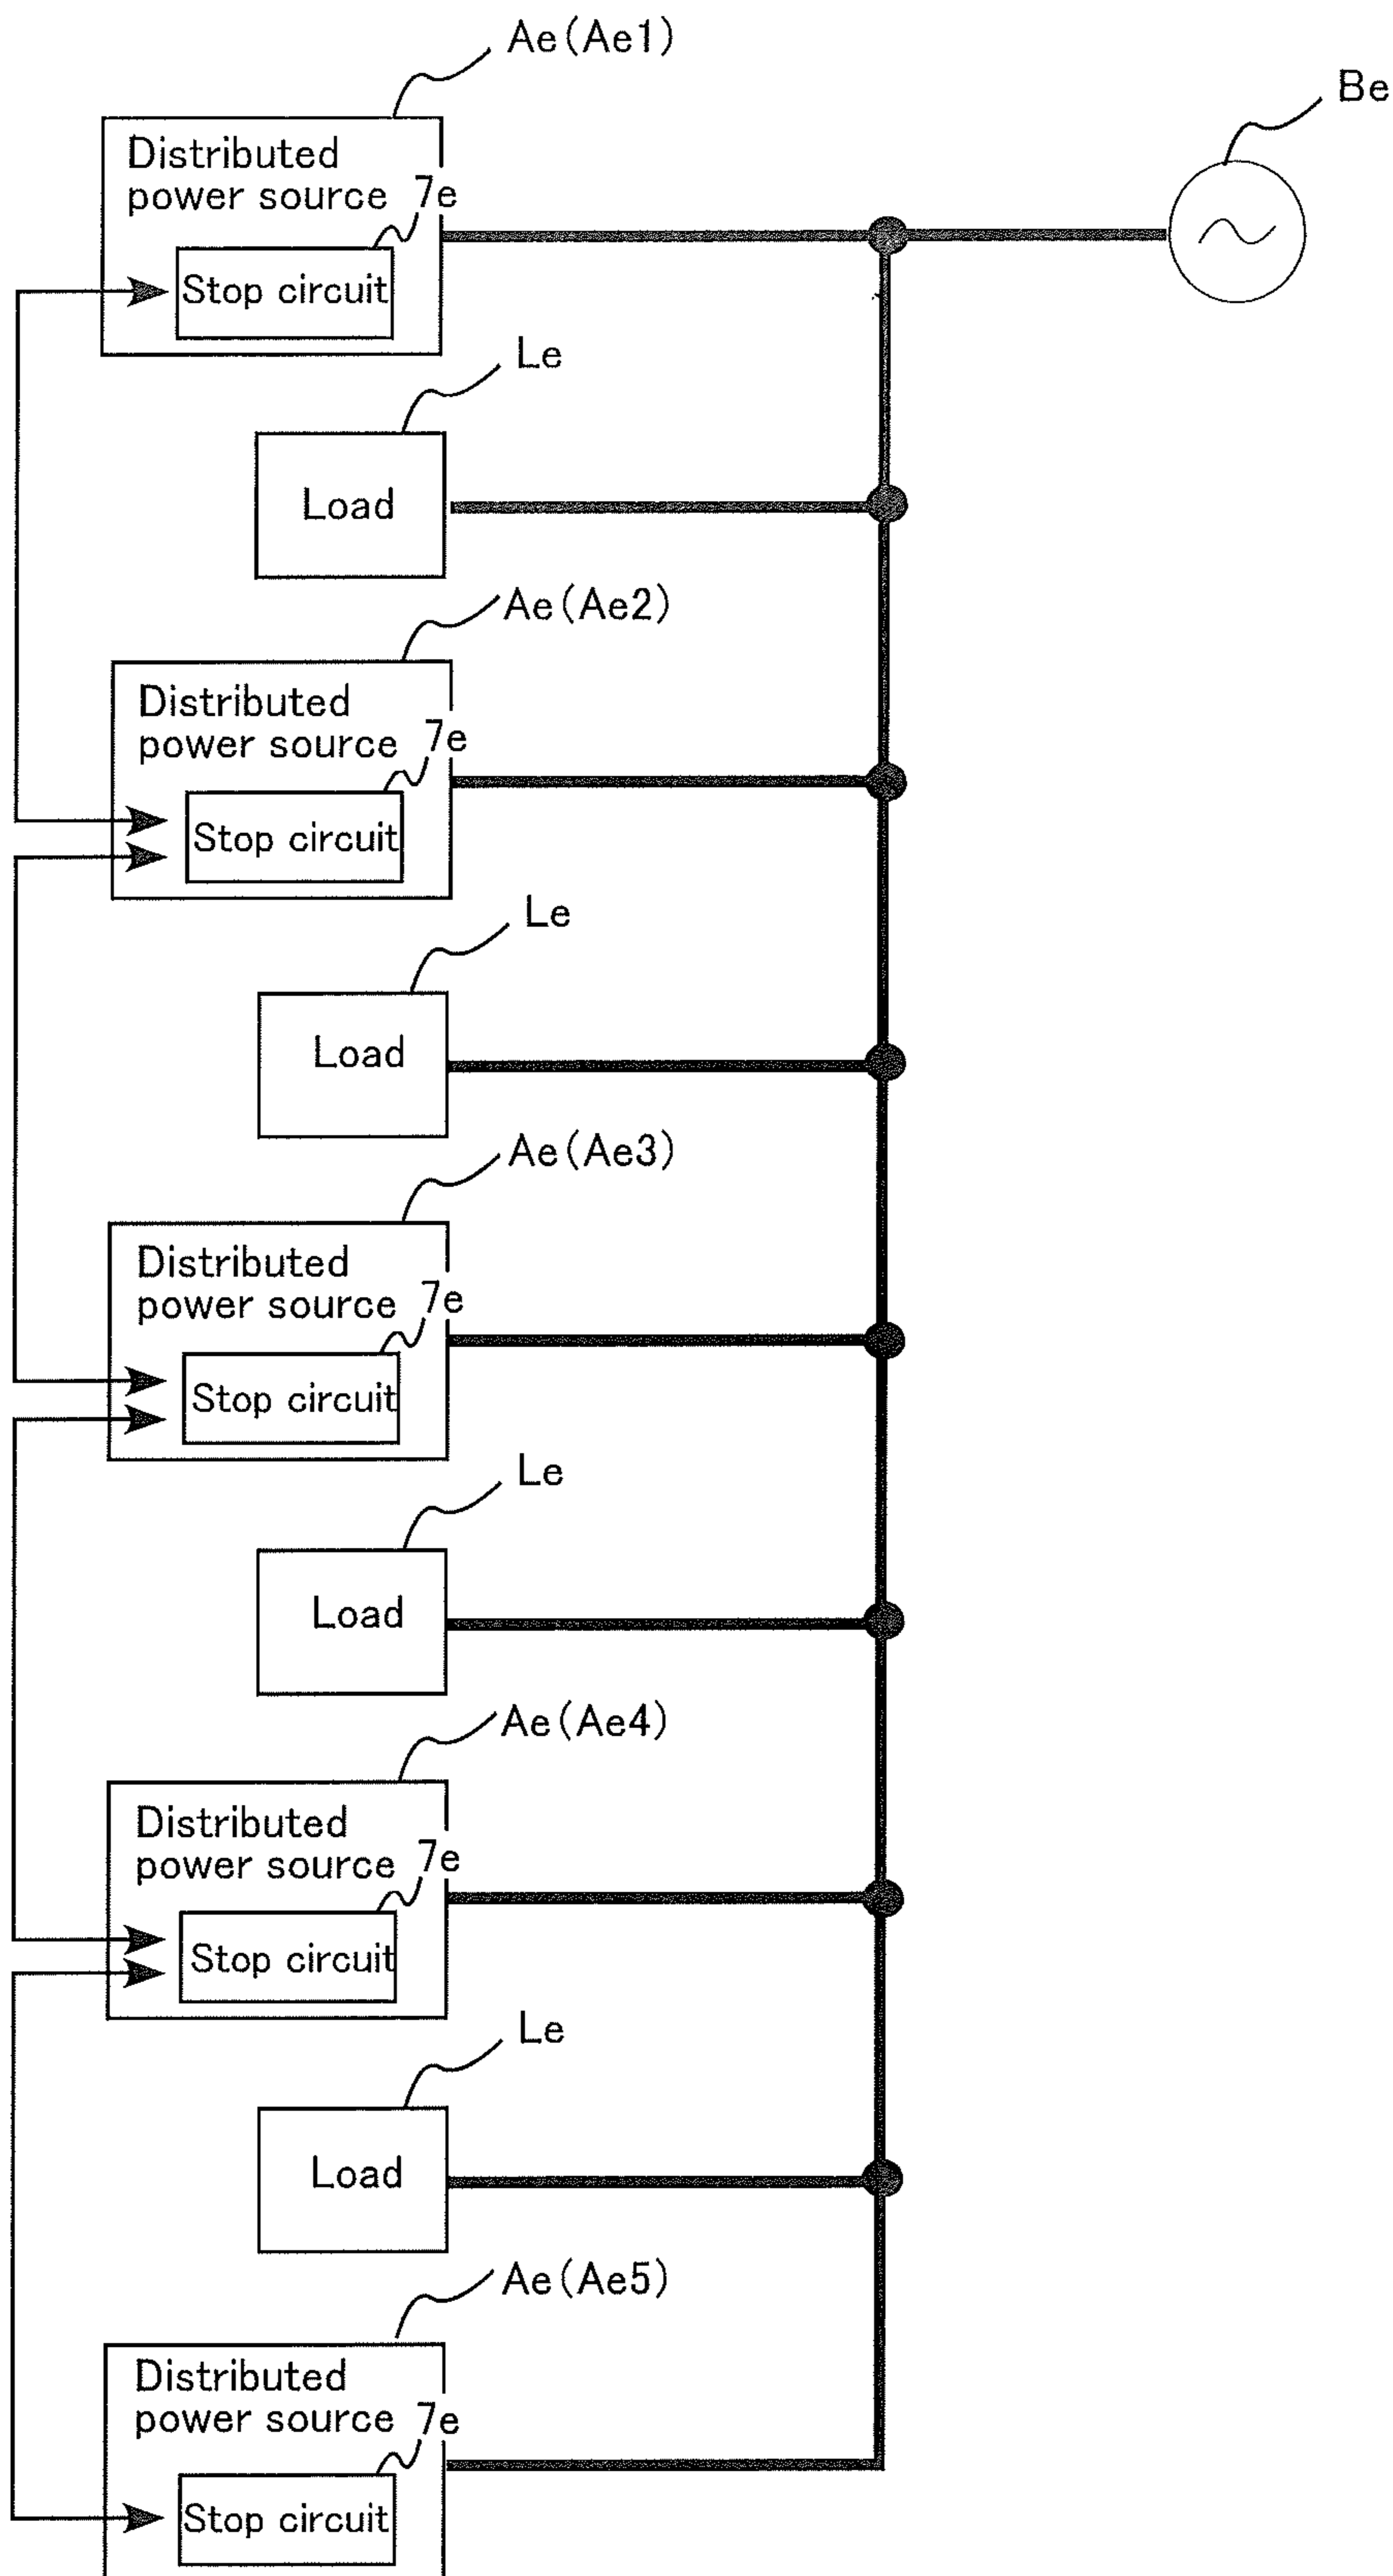 Ae(Ae1)
Be
Distributed
power source 7e
Stop circuit
Le
Load
Ae(Ae2)
Distributed
power source 7e
Stop circuit
Le
Load
Ae(Ae3)
Distributed
power source 7e
Stop circuit
Le
Load
Ae(Ae4)
Distributed
power source 7e
Stop circuit
Le
Load
Ae(Ae5)
Distributed
power source 7e
Stop circuit